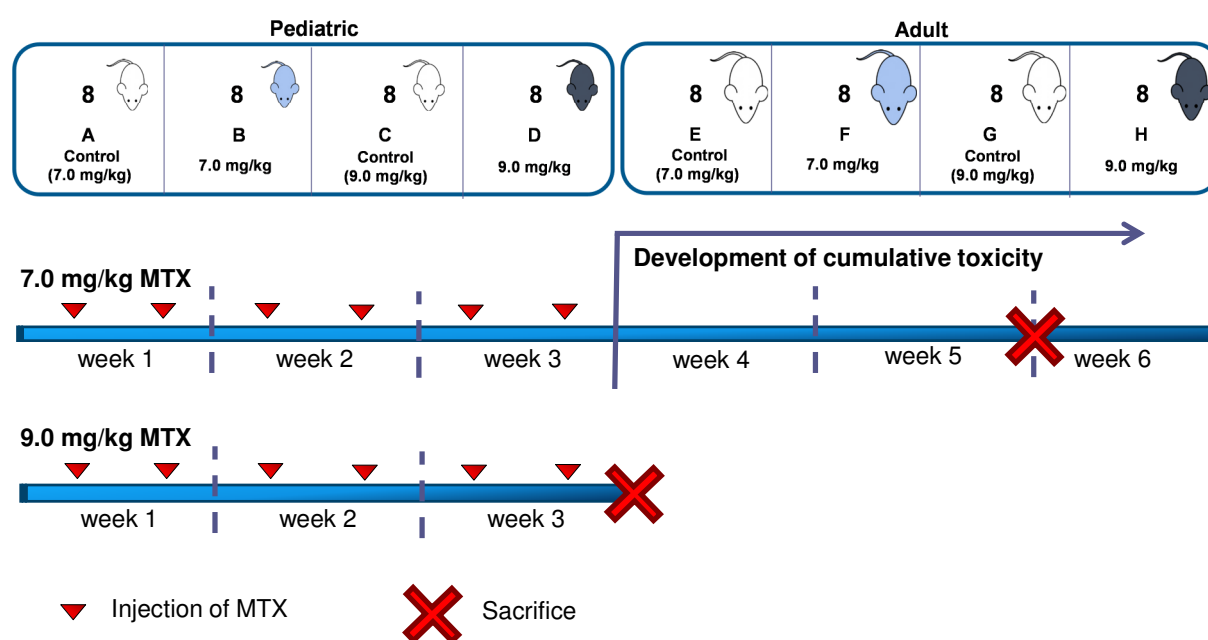 Pediatric
Adult
8 8 8 8 8 8 8 8
A B C D E F G H
Control
(7.0 mg/kg)
7.0 mg/kg
Control
(9.0 mg/kg)
9.0 mg/kg
Control
(7.0 mg/kg)
7.0 mg/kg
Control
(9.0 mg/kg)
9.0 mg/kg
Development of cumulative toxicity
7.0 mg/kg MTX
week 1 week 2 week 3 week 4 week 5 week 6
9.0 mg/kg MTX
week 1 week 2 week 3
Injection of MTX
Sacrifice